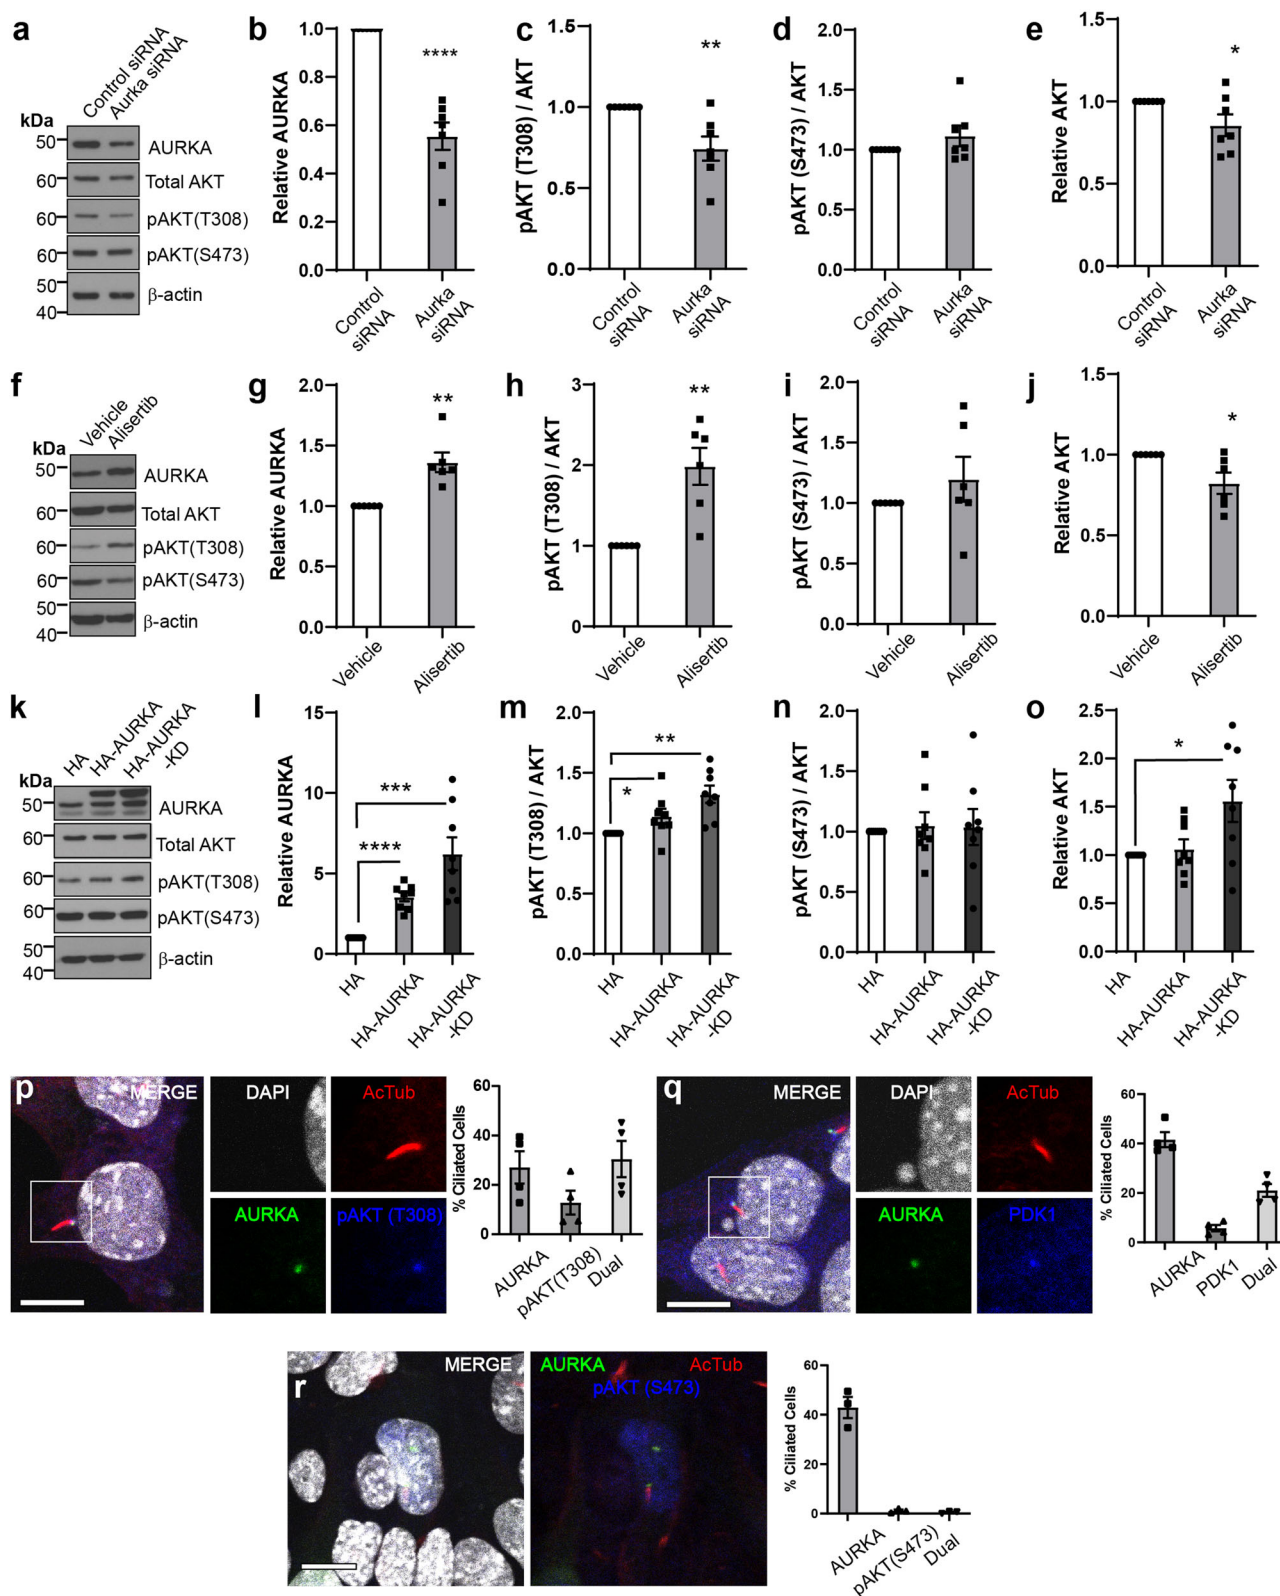 a
Control siRNA
Aurka siRNA
kDa
50
AURKA
60
Total AKT
60
pAKT(T308)
60
pAKT(S473)
50
40
β-actin
b
Relative AURKA
1.0
0.8
0.6
0.4
0.2
0.0
****
Control
siRNA
Aurka
siRNA
c
pAKT (T308) / AKT
1.5
1.0
0.5
0.0
**
Control
siRNA
Aurka
siRNA
d
pAKT (S473) / AKT
2.0
1.5
1.0
0.5
0.0
Control
siRNA
Aurka
siRNA
e
Relative AKT
1.5
1.0
0.5
0.0
*
Control
siRNA
Aurka
siRNA
f
Vehicle
Alisertib
kDa
50
AURKA
60
Total AKT
60
pAKT(T308)
60
pAKT(S473)
50
40
β-actin
g
Relative AURKA
2.0
1.5
1.0
0.5
0.0
**
Vehicle
Alisertib
h
pAKT (T308) / AKT
3
2
1
0
**
Vehicle
Alisertib
i
pAKT (S473) / AKT
2.0
1.5
1.0
0.5
0.0
Vehicle
Alisertib
j
Relative AKT
1.5
1.0
0.5
0.0
*
Vehicle
Alisertib
k
HA
HA-AURKA
HA-AURKA
-KD
kDa
50
AURKA
60
Total AKT
60
pAKT(T308)
60
pAKT(S473)
50
40
β-actin
l
Relative AURKA
15
10
5
0
***
****
HA
HA-AURKA
HA-AURKA
-KD
m
pAKT (T308) / AKT
2.0
1.5
1.0
0.5
0.0
**
*
HA
HA-AURKA
HA-AURKA
-KD
n
pAKT (S473) / AKT
2.0
1.5
1.0
0.5
0.0
HA
HA-AURKA
HA-AURKA
-KD
o
Relative AKT
2.5
2.0
1.5
1.0
0.5
0.0
*
HA
HA-AURKA
HA-AURKA
-KD
p
MERGE
DAPI
AcTub
AURKA
pAKT (T308)
% Ciliated Cells
60
40
20
0
AURKA
pAKT(T308)
Dual
q
MERGE
DAPI
AcTub
AURKA
PDK1
% Ciliated Cells
60
40
20
0
AURKA
PDK1
Dual
r
MERGE
AURKA
AcTub
pAKT (S473)
% Ciliated Cells
60
40
20
0
AURKA
pAKT(S473)
Dual